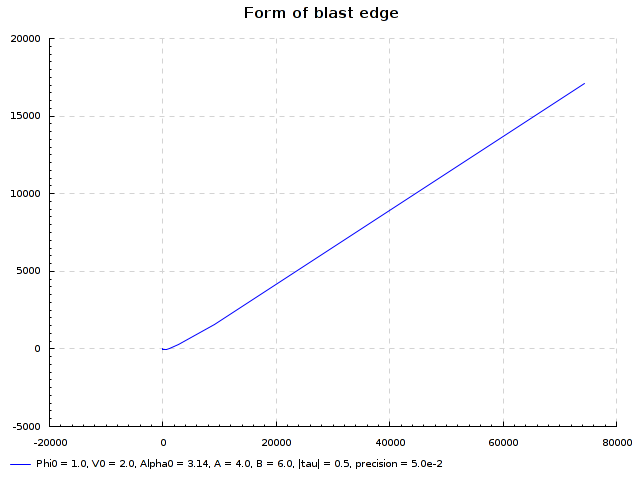 Form of blast edge
20000
15000
10000
5000
0
-5000
-20000 0 20000 40000 60000 80000
Phi0 = 1.0, V0 = 2.0, Alpha0 = 3.14, A = 4.0, B = 6.0, |tau| = 0.5, precision = 5.0e-2